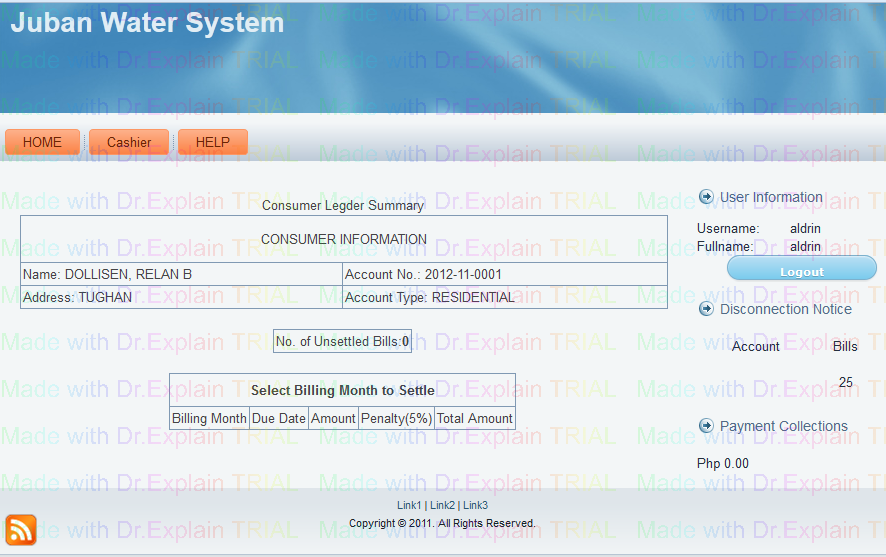 Juban Water System
HOME
Cashier
HELP
Consumer Legder Summary
CONSUMER INFORMATION
Name: DOLLISEN, RELAN B
Account No.: 2012-11-0001
Address: TUGHAN
Account Type: RESIDENTIAL
No. of Unsettled Bills:0
Select Billing Month to Settle
Billing Month Due Date Amount Penalty(5%) Total Amount
User Information
Username: aldrin
Fullname: aldrin
Logout
Disconnection Notice
Account Bills
25
Payment Collections
Php 0.00
Link1 | Link2 | Link3
Copyright © 2011. All Rights Reserved.
Made with Dr.Explain TRIAL